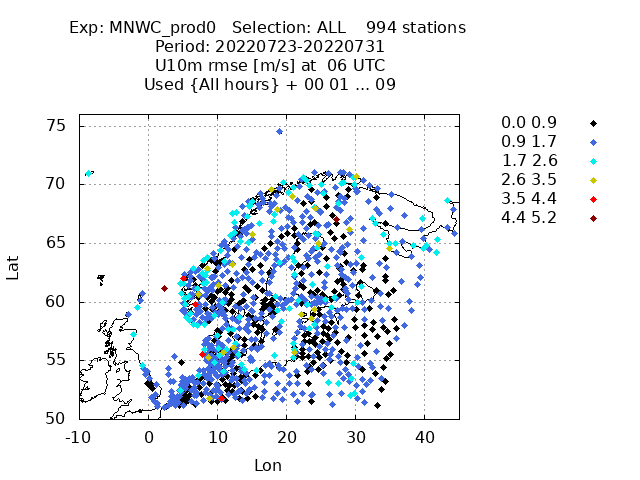 Exp: MNWC_prod0 Selection: ALL 994 stations
Period: 20220723-20220731
U10m rmse [m/s] at 06 UTC
Used {All hours} + 00 01 ... 09
0.0 0.9
0.9 1.7
1.7 2.6
2.6 3.5
3.5 4.4
4.4 5.2
75
70
65
60
55
50
Lat
-10 0 10 20 30 40
Lon